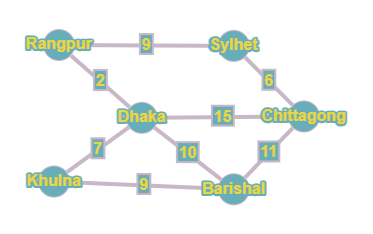 Rangpur
9
Sylhet
2
6
Dhaka
15
Chittagong
7
10
11
Khulna
9
Barishal